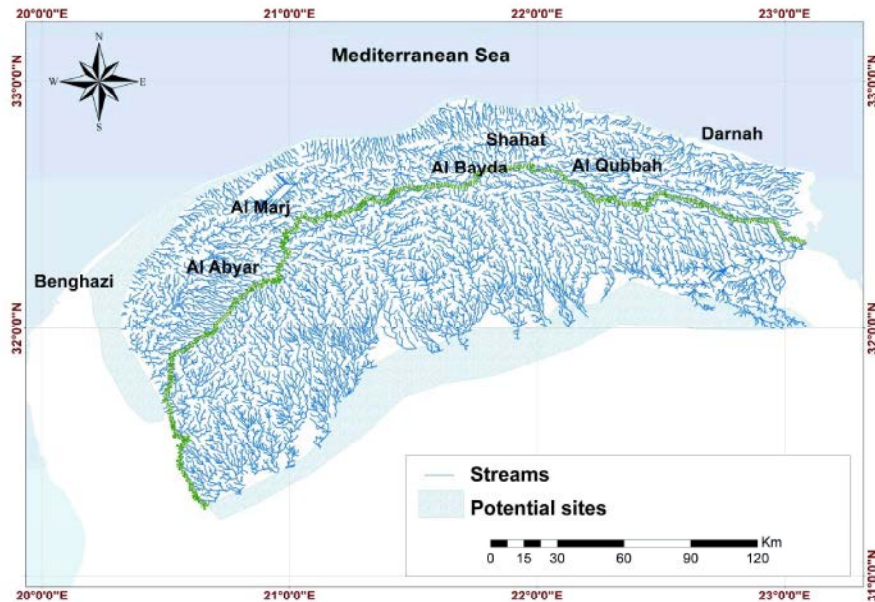 20°0'0"E
21°0'0"E
22°0'0"E
23°0'0"E
N
W
E
S
Mediterranean Sea
33°0'0"N
33°0'0"N
Shahat
Darnah
Al Bayda
Al Qubbah
Al Marj
Al Abyar
Benghazi
32°0'0"N
32°0'0"N
Streams
Potential sites
Km
0 15 30 60 90 120
31°0'0"N
31°0'0"N
20°0'0"E
21°0'0"E
22°0'0"E
23°0'0"E